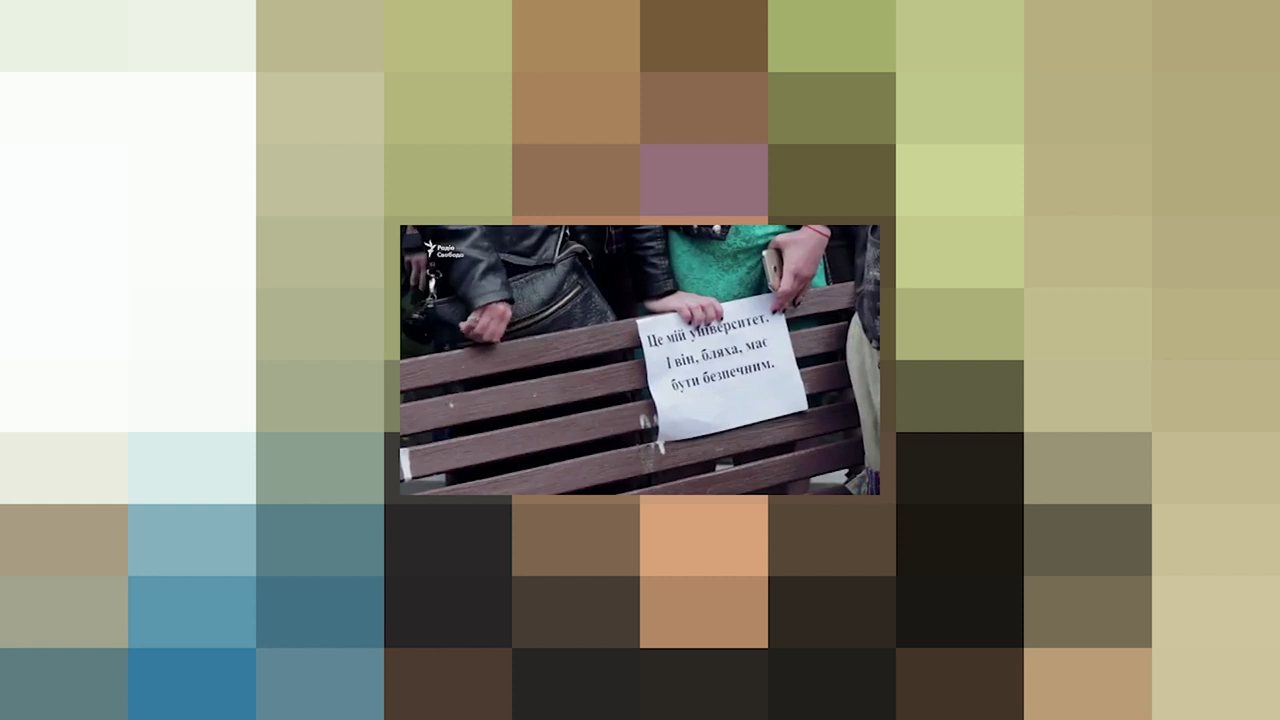 Радіо
Свобода
Це мій університет.
І він, бляха, має
бути безпечним.